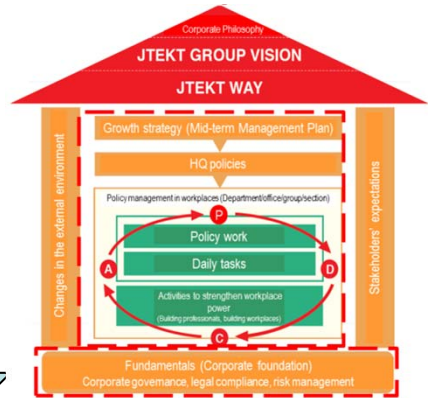 Corporate Philosophy
JTEKT GROUP VISION
JTEKT WAY
Changes in the external environment
Growth strategy (Mid-term Management Plan)
HQ policies
Policy management in workplaces (Department/office/group/section)
P
Policy work
A
Daily tasks
D
Activities to strengthen workplace
power
(Building professionals, building workplaces)
C
Stakeholders' expectations
Fundamentals (Corporate foundation)
Corporate governance, legal compliance, risk management